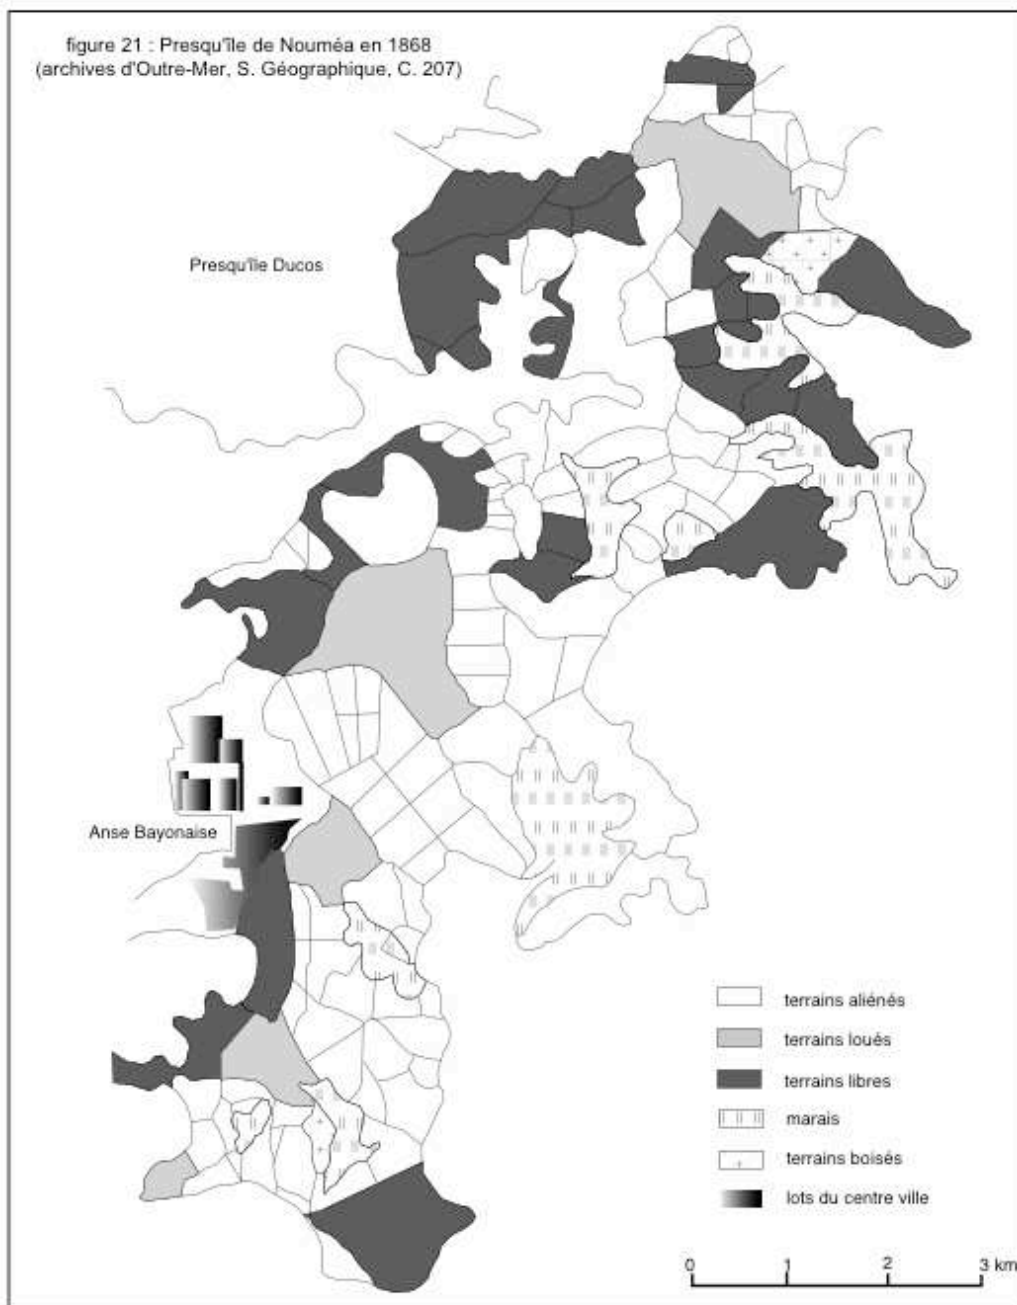 figure 21 : Presqu'île de Nouméa en 1868
(archives d'Outre-Mer, S. Géographique, C. 207)
Presqu'île Ducos
Anse Bayonaise
terrains aliénés
terrains loués
terrains libres
marais
terrains boisés
lots du centre ville
0 1 2 3 km